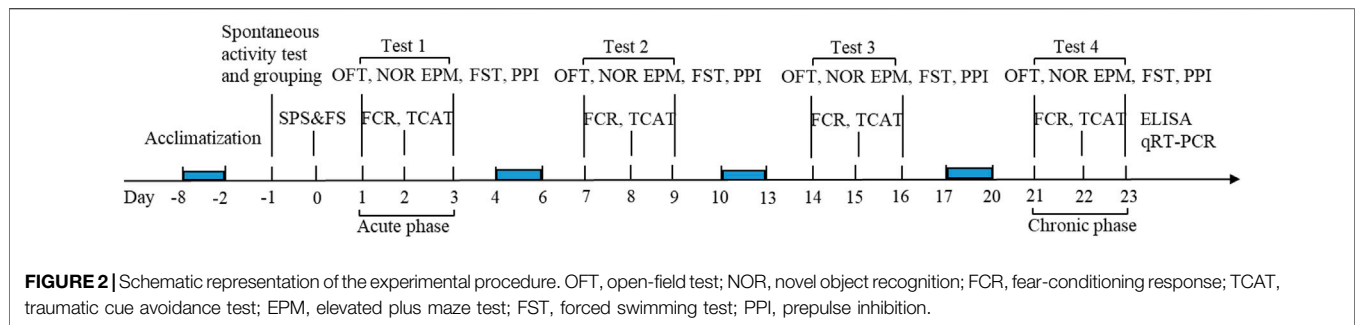 Spontaneous
activity test
and grouping
Test 1
Test 2
Test 3
Test 4
OFT, NOR EPM, FST, PPI
OFT, NOR EPM, FST, PPI
OFT, NOR EPM, FST, PPI
OFT, NOR EPM, FST, PPI
Acclimatization
SPS&FS
FCR, TCAT
FCR, TCAT
FCR, TCAT
FCR, TCAT
ELISA
qRT-PCR
Day -8 -2 -1 0 1 2 3 4 6 7 8 9 10 13 14 15 16 17 20 21 22 23
Acute phase
Chronic phase
FIGURE 2 | Schematic representation of the experimental procedure. OFT, open-field test; NOR, novel object recognition; FCR, fear-conditioning response; TCAT,
traumatic cue avoidance test; EPM, elevated plus maze test; FST, forced swimming test; PPI, prepulse inhibition.